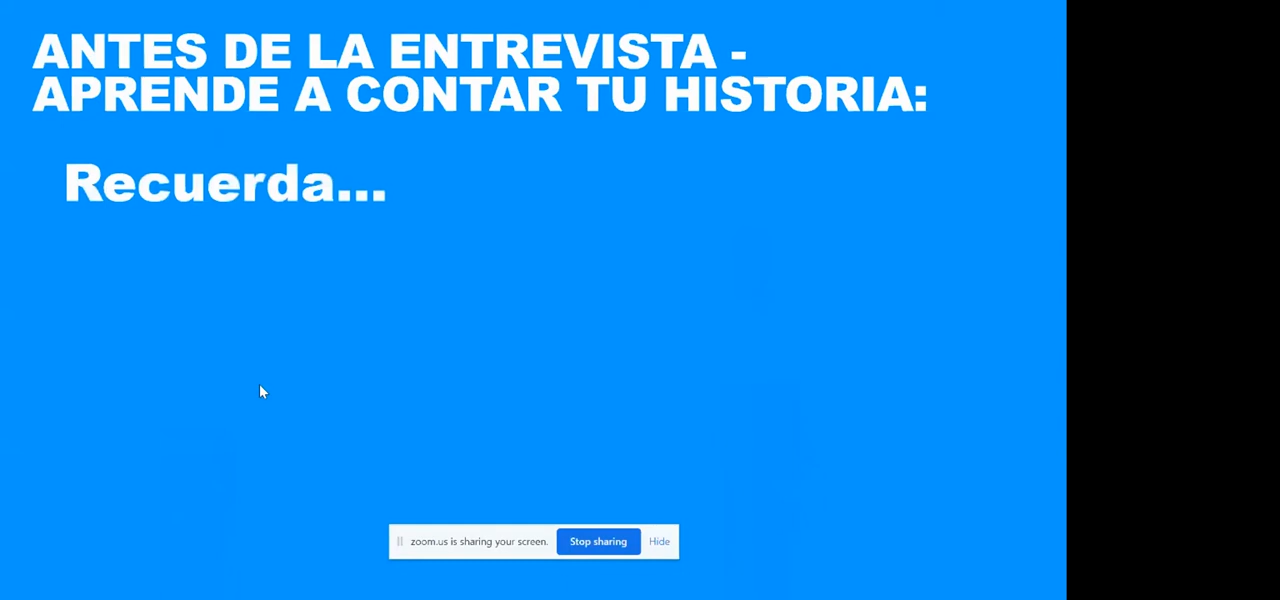 ANTES DE LA ENTREVISTA -
APRENDE A CONTAR TU HISTORIA:
Recuerda...
zoom.us is sharing your screen. Stop sharing Hide